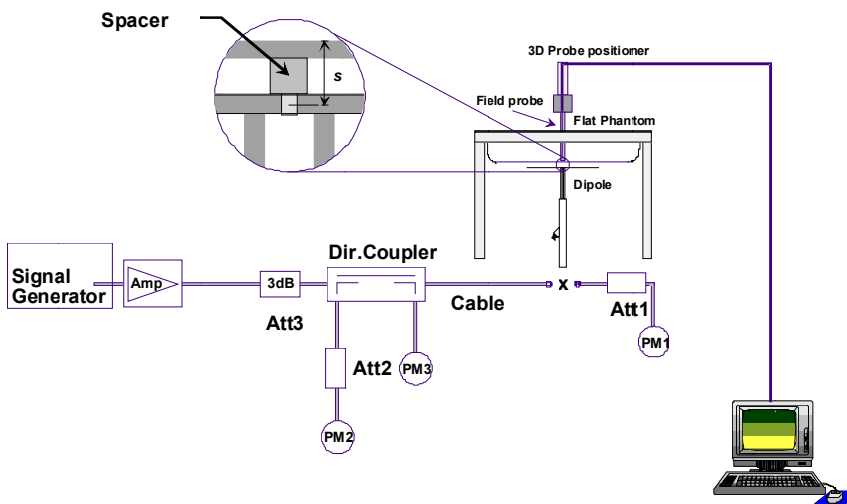 Spacer
s
3D Probe positioner
Field probe
Flat Phantom
Dipole
Dir.Coupler
Signal
Generator
Amp
3dB
Cable
x
Att1
Att3
PM1
Att2
PM3
PM2